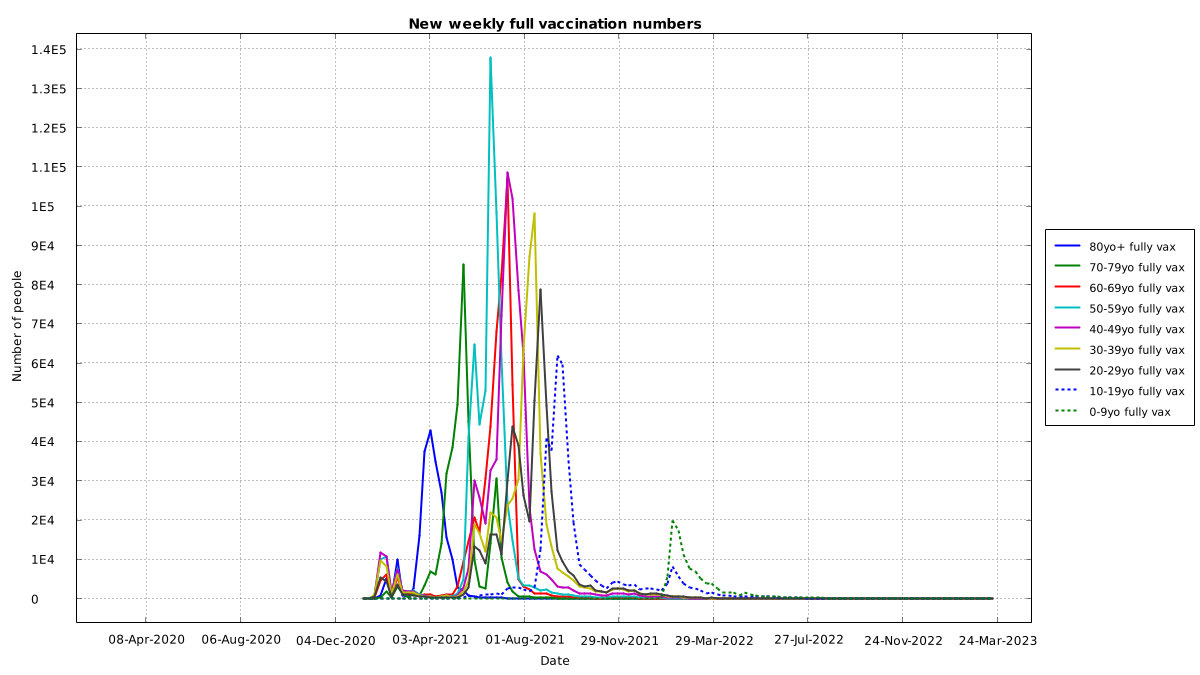 New weekly full vaccination numbers
1.4E5
1.3E5
1.2E5
1.1E5
1E5
9E4
8E4
7E4
6E4
5E4
4E4
3E4
2E4
1E4
0
Number of people
08-Apr-2020 06-Aug-2020 04-Dec-2020 03-Apr-2021 01-Aug-2021 29-Nov-2021 29-Mar-2022 27-Jul-2022 24-Nov-2022 24-Mar-2023
Date
80yo+ fully vax
70-79yo fully vax
60-69yo fully vax
50-59yo fully vax
40-49yo fully vax
30-39yo fully vax
20-29yo fully vax
10-19yo fully vax
0-9yo fully vax